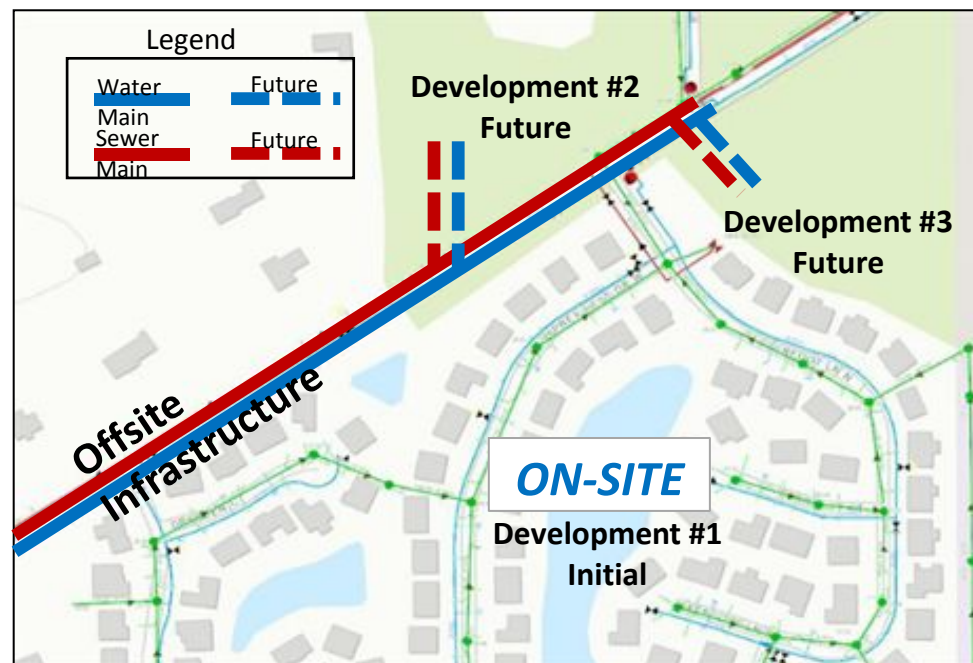 Legend
Water
Main
Future
Sewer
Main
Future
Development #2
Future
Development #3
Future
Offsite
Infrastructure
ON-SITE
Development #1
Initial